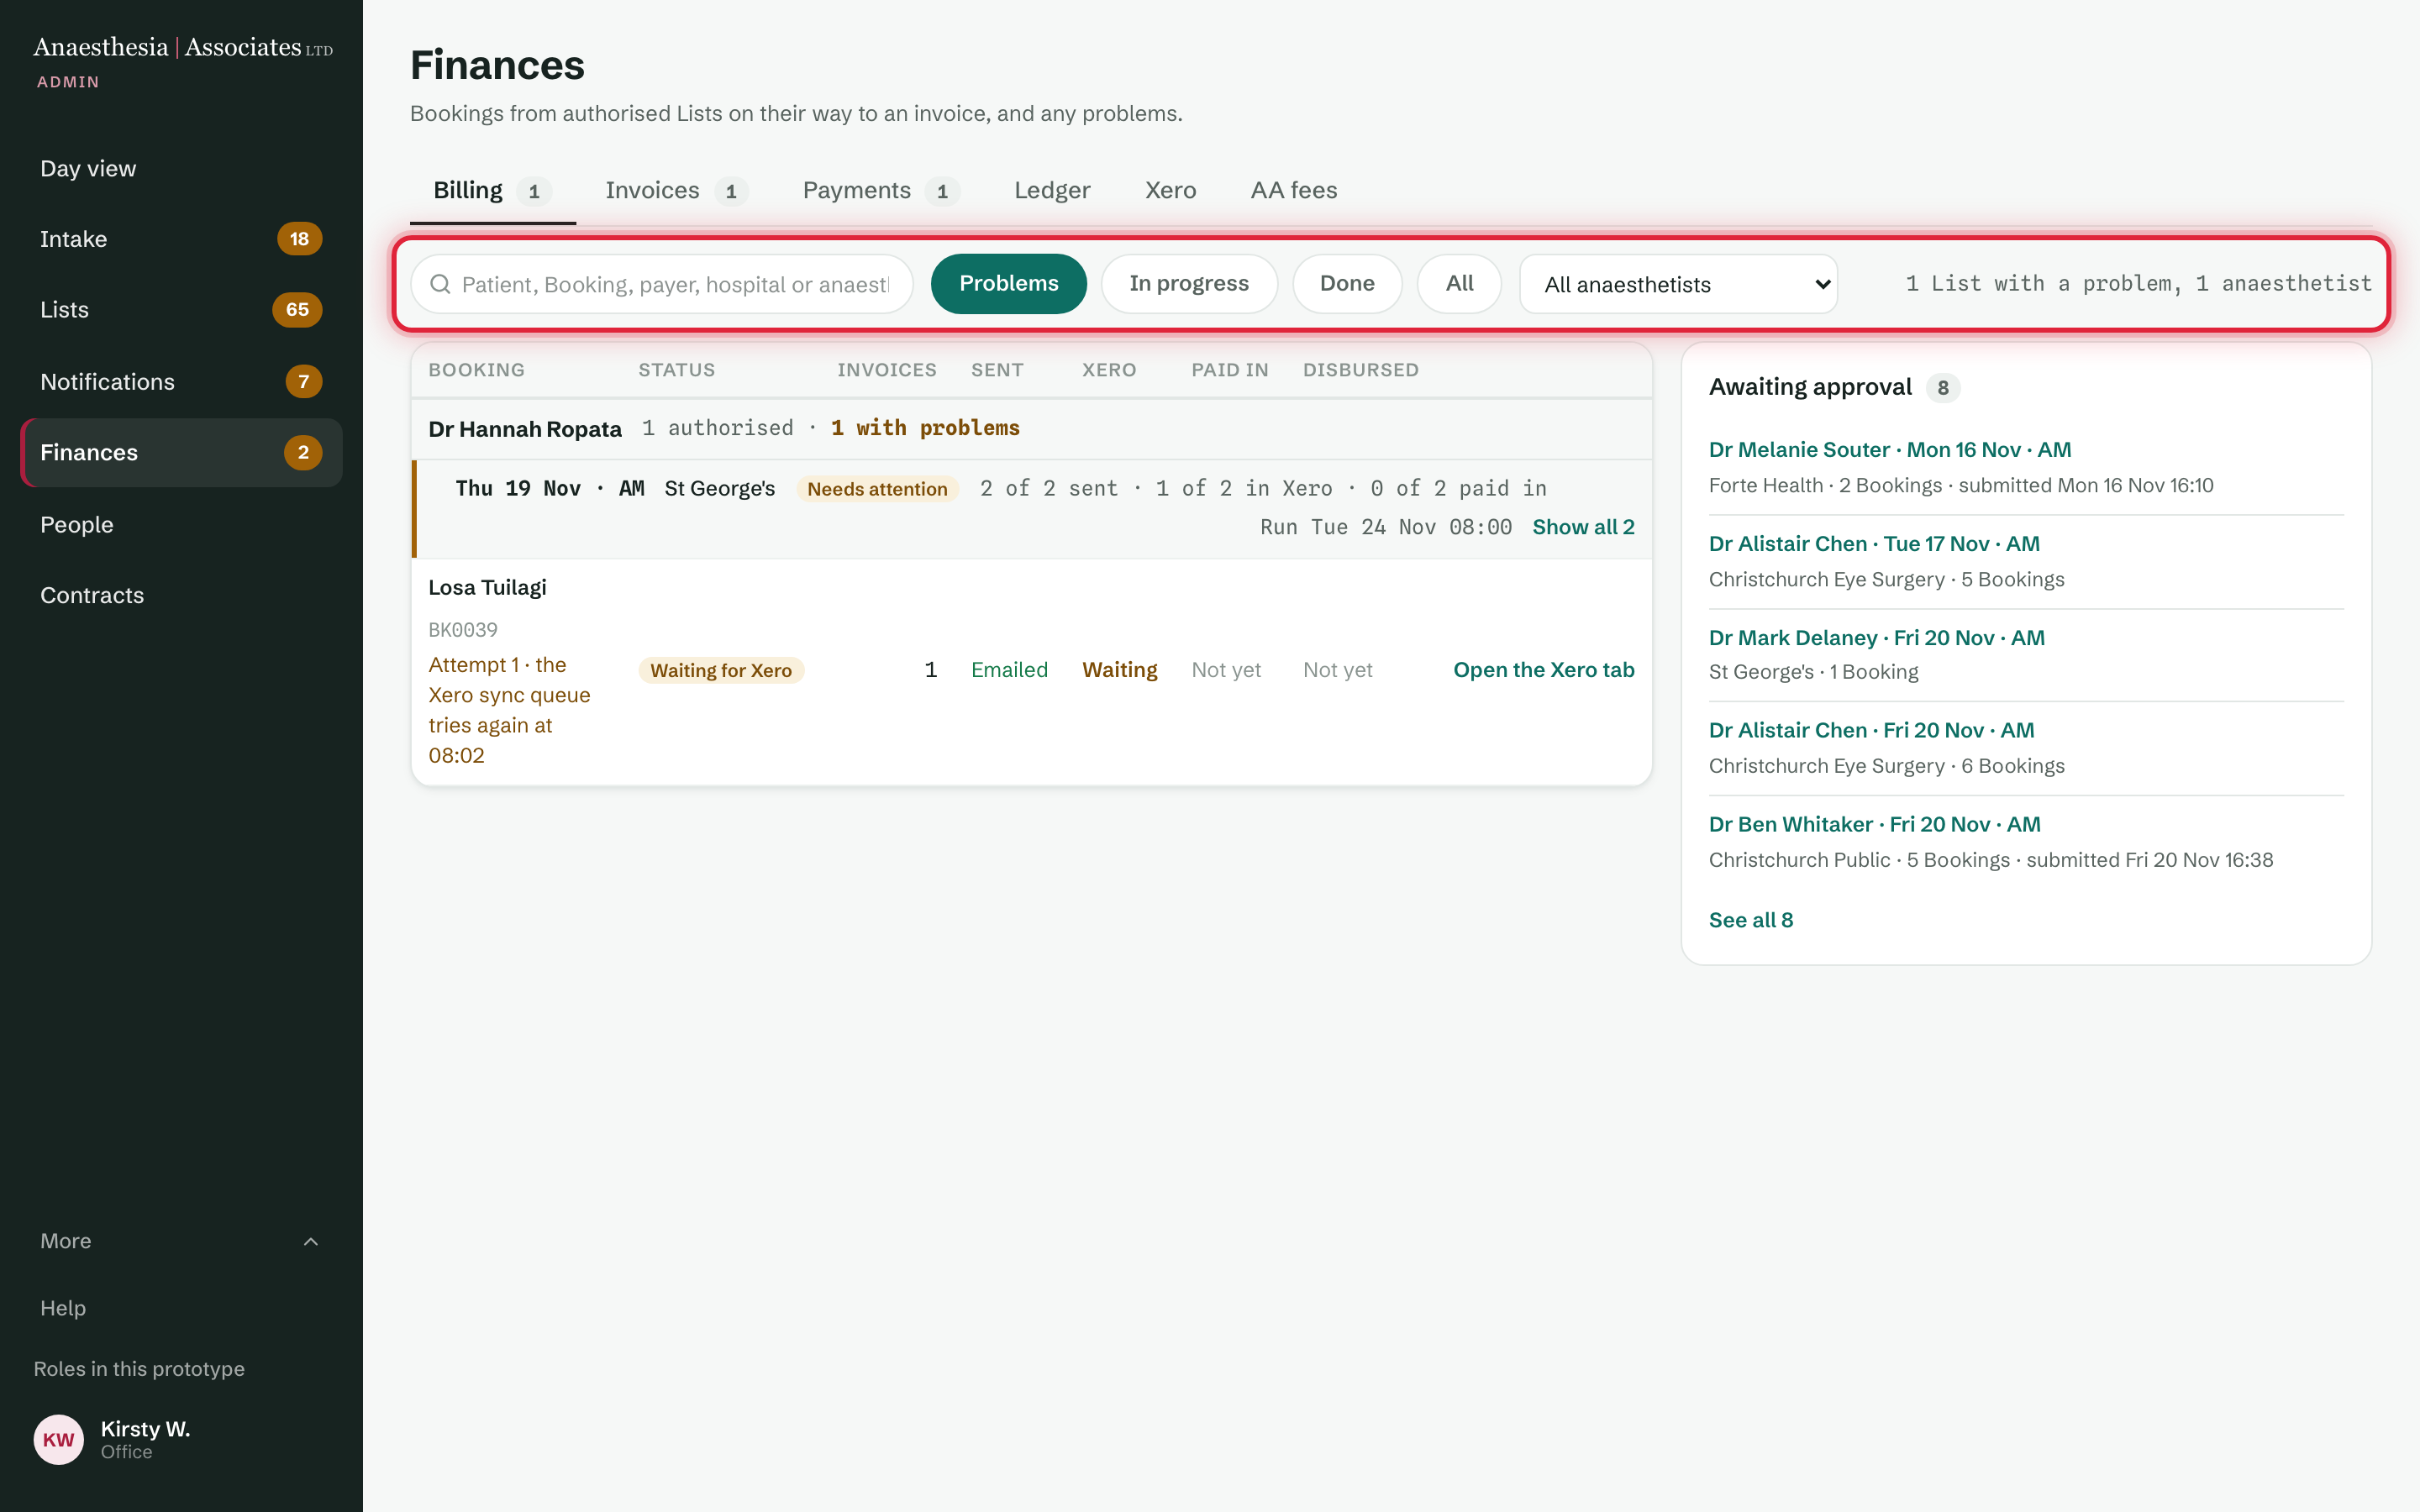 Anaesthesia | Associates LTD
ADMIN
Day view
Intake 18
Lists 65
Notifications 7
Finances 2
People
Contracts
More
Help
Roles in this prototype
KW
Kirsty W.
Office
Finances
Bookings from authorised Lists on their way to an invoice, and any problems.
Billing 1 Invoices 1 Payments 1 Ledger Xero AA fees
Patient, Booking, payer, hospital or anaest Problems In progress Done All All anaesthetists 1 List with a problem, 1 anaesthetist
BOOKING STATUS INVOICES SENT XERO PAID IN DISBURSED
Dr Hannah Ropata 1 authorised · 1 with problems
Thu 19 Nov · AM St George's Needs attention 2 of 2 sent · 1 of 2 in Xero · 0 of 2 paid in
Run Tue 24 Nov 08:00 Show all 2
Losa Tuilagi
BK0039
Attempt 1 · the
Xero sync queue
tries again at
08:02
Waiting for Xero 1 Emailed Waiting Not yet Not yet Open the Xero tab
Awaiting approval 8
Dr Melanie Souter · Mon 16 Nov · AM
Forte Health · 2 Bookings · submitted Mon 16 Nov 16:10
Dr Alistair Chen · Tue 17 Nov · AM
Christchurch Eye Surgery · 5 Bookings
Dr Mark Delaney · Fri 20 Nov · AM
St George's · 1 Booking
Dr Alistair Chen · Fri 20 Nov · AM
Christchurch Eye Surgery · 6 Bookings
Dr Ben Whitaker · Fri 20 Nov · AM
Christchurch Public · 5 Bookings · submitted Fri 20 Nov 16:38
See all 8